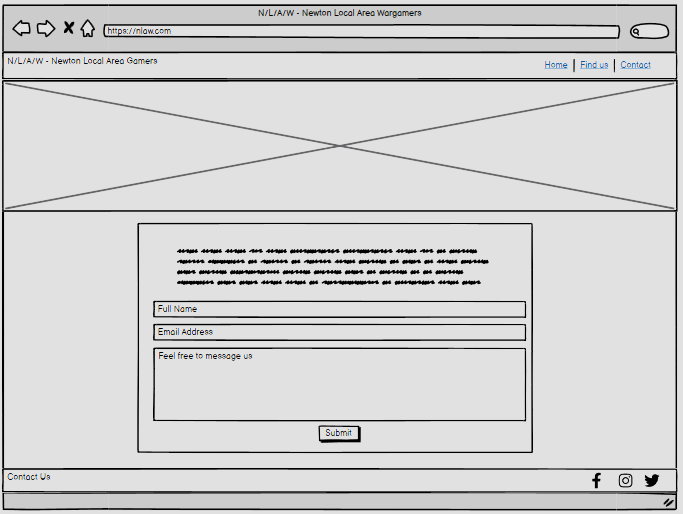 N/L/A/W - Newton Local Area Wargamers
https://nlaw.com
N/L/A/W - Newton Local Area Gamers
Home | Find us | Contact
Full Name
Email Address
Feel free to message us
Submit
Contact Us